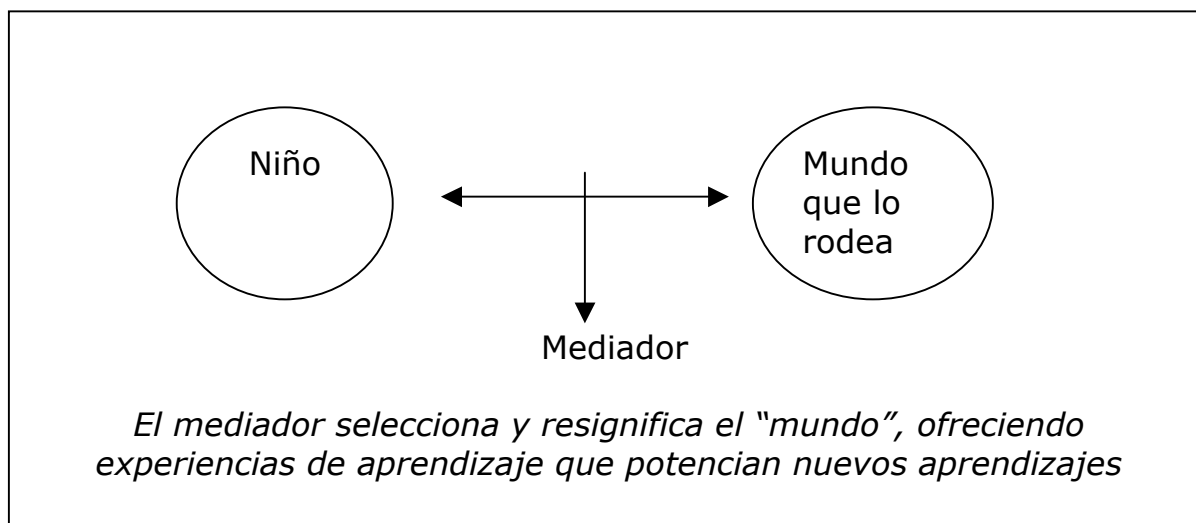 Niño
Mundo
que lo
rodea
Mediador
El mediador selecciona y resignifica el “mundo”, ofreciendo
experiencias de aprendizaje que potencian nuevos aprendizajes